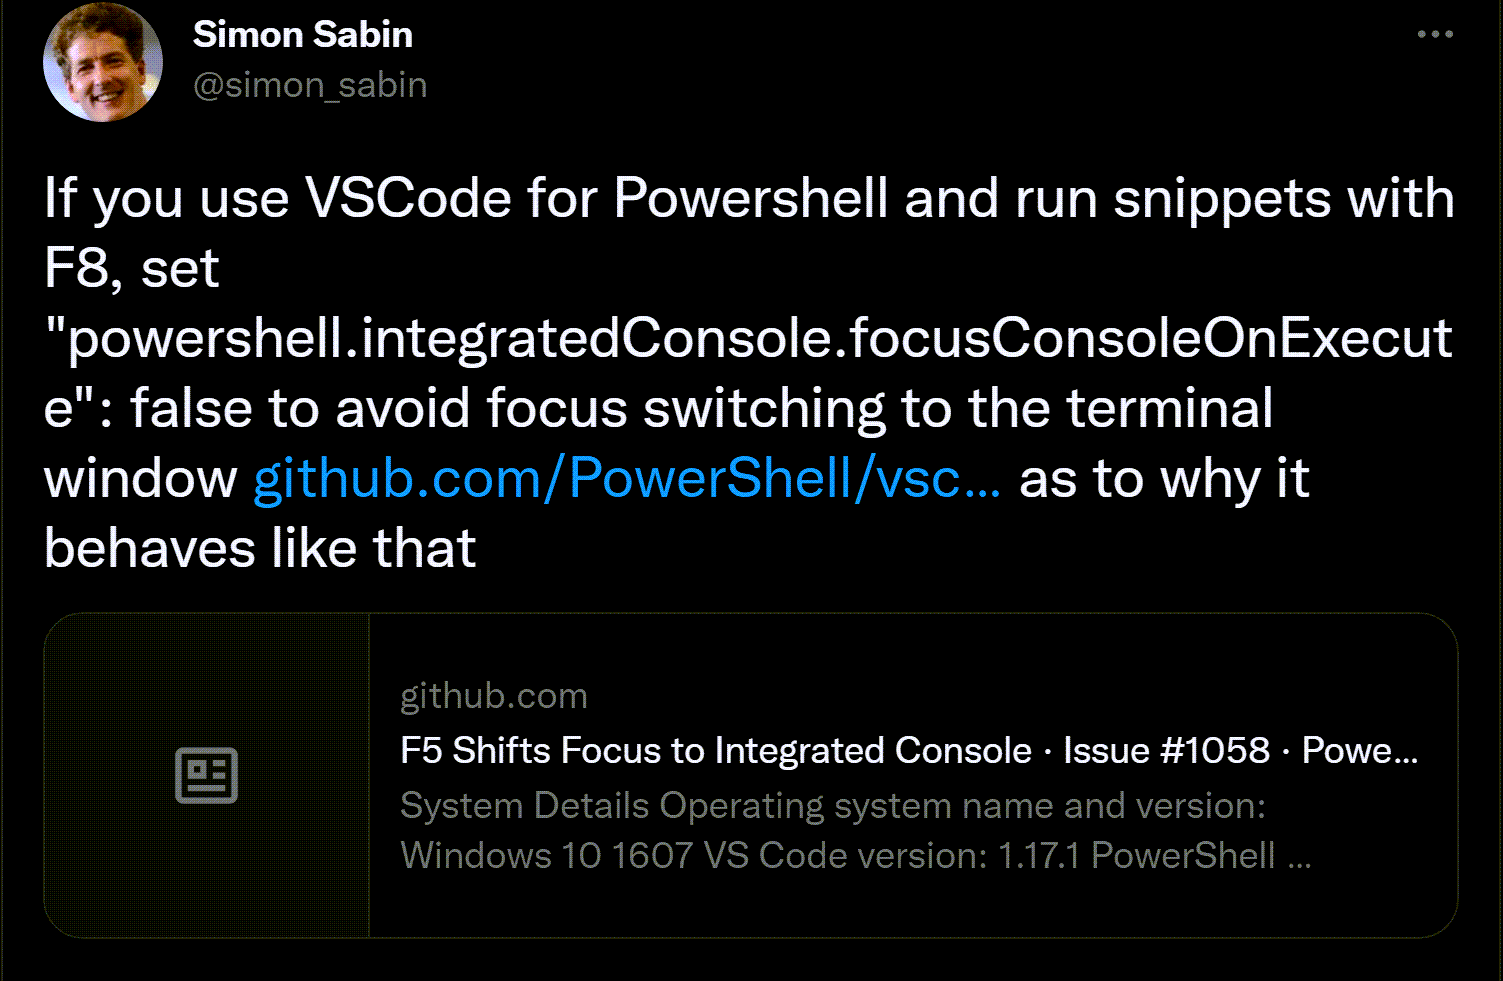 Simon Sabin
@simon_sabin
If you use VSCode for Powershell and run snippets with
F8, set
"powershell.integratedConsole.focusConsoleOnExecut
e": false to avoid focus switching to the terminal
window github.com/PowerShell/vsc... as to why it
behaves like that
github.com
F5 Shifts Focus to Integrated Console · Issue #1058 · Powe...
System Details Operating system name and version:
Windows 10 1607 VS Code version: 1.17.1 PowerShell ...